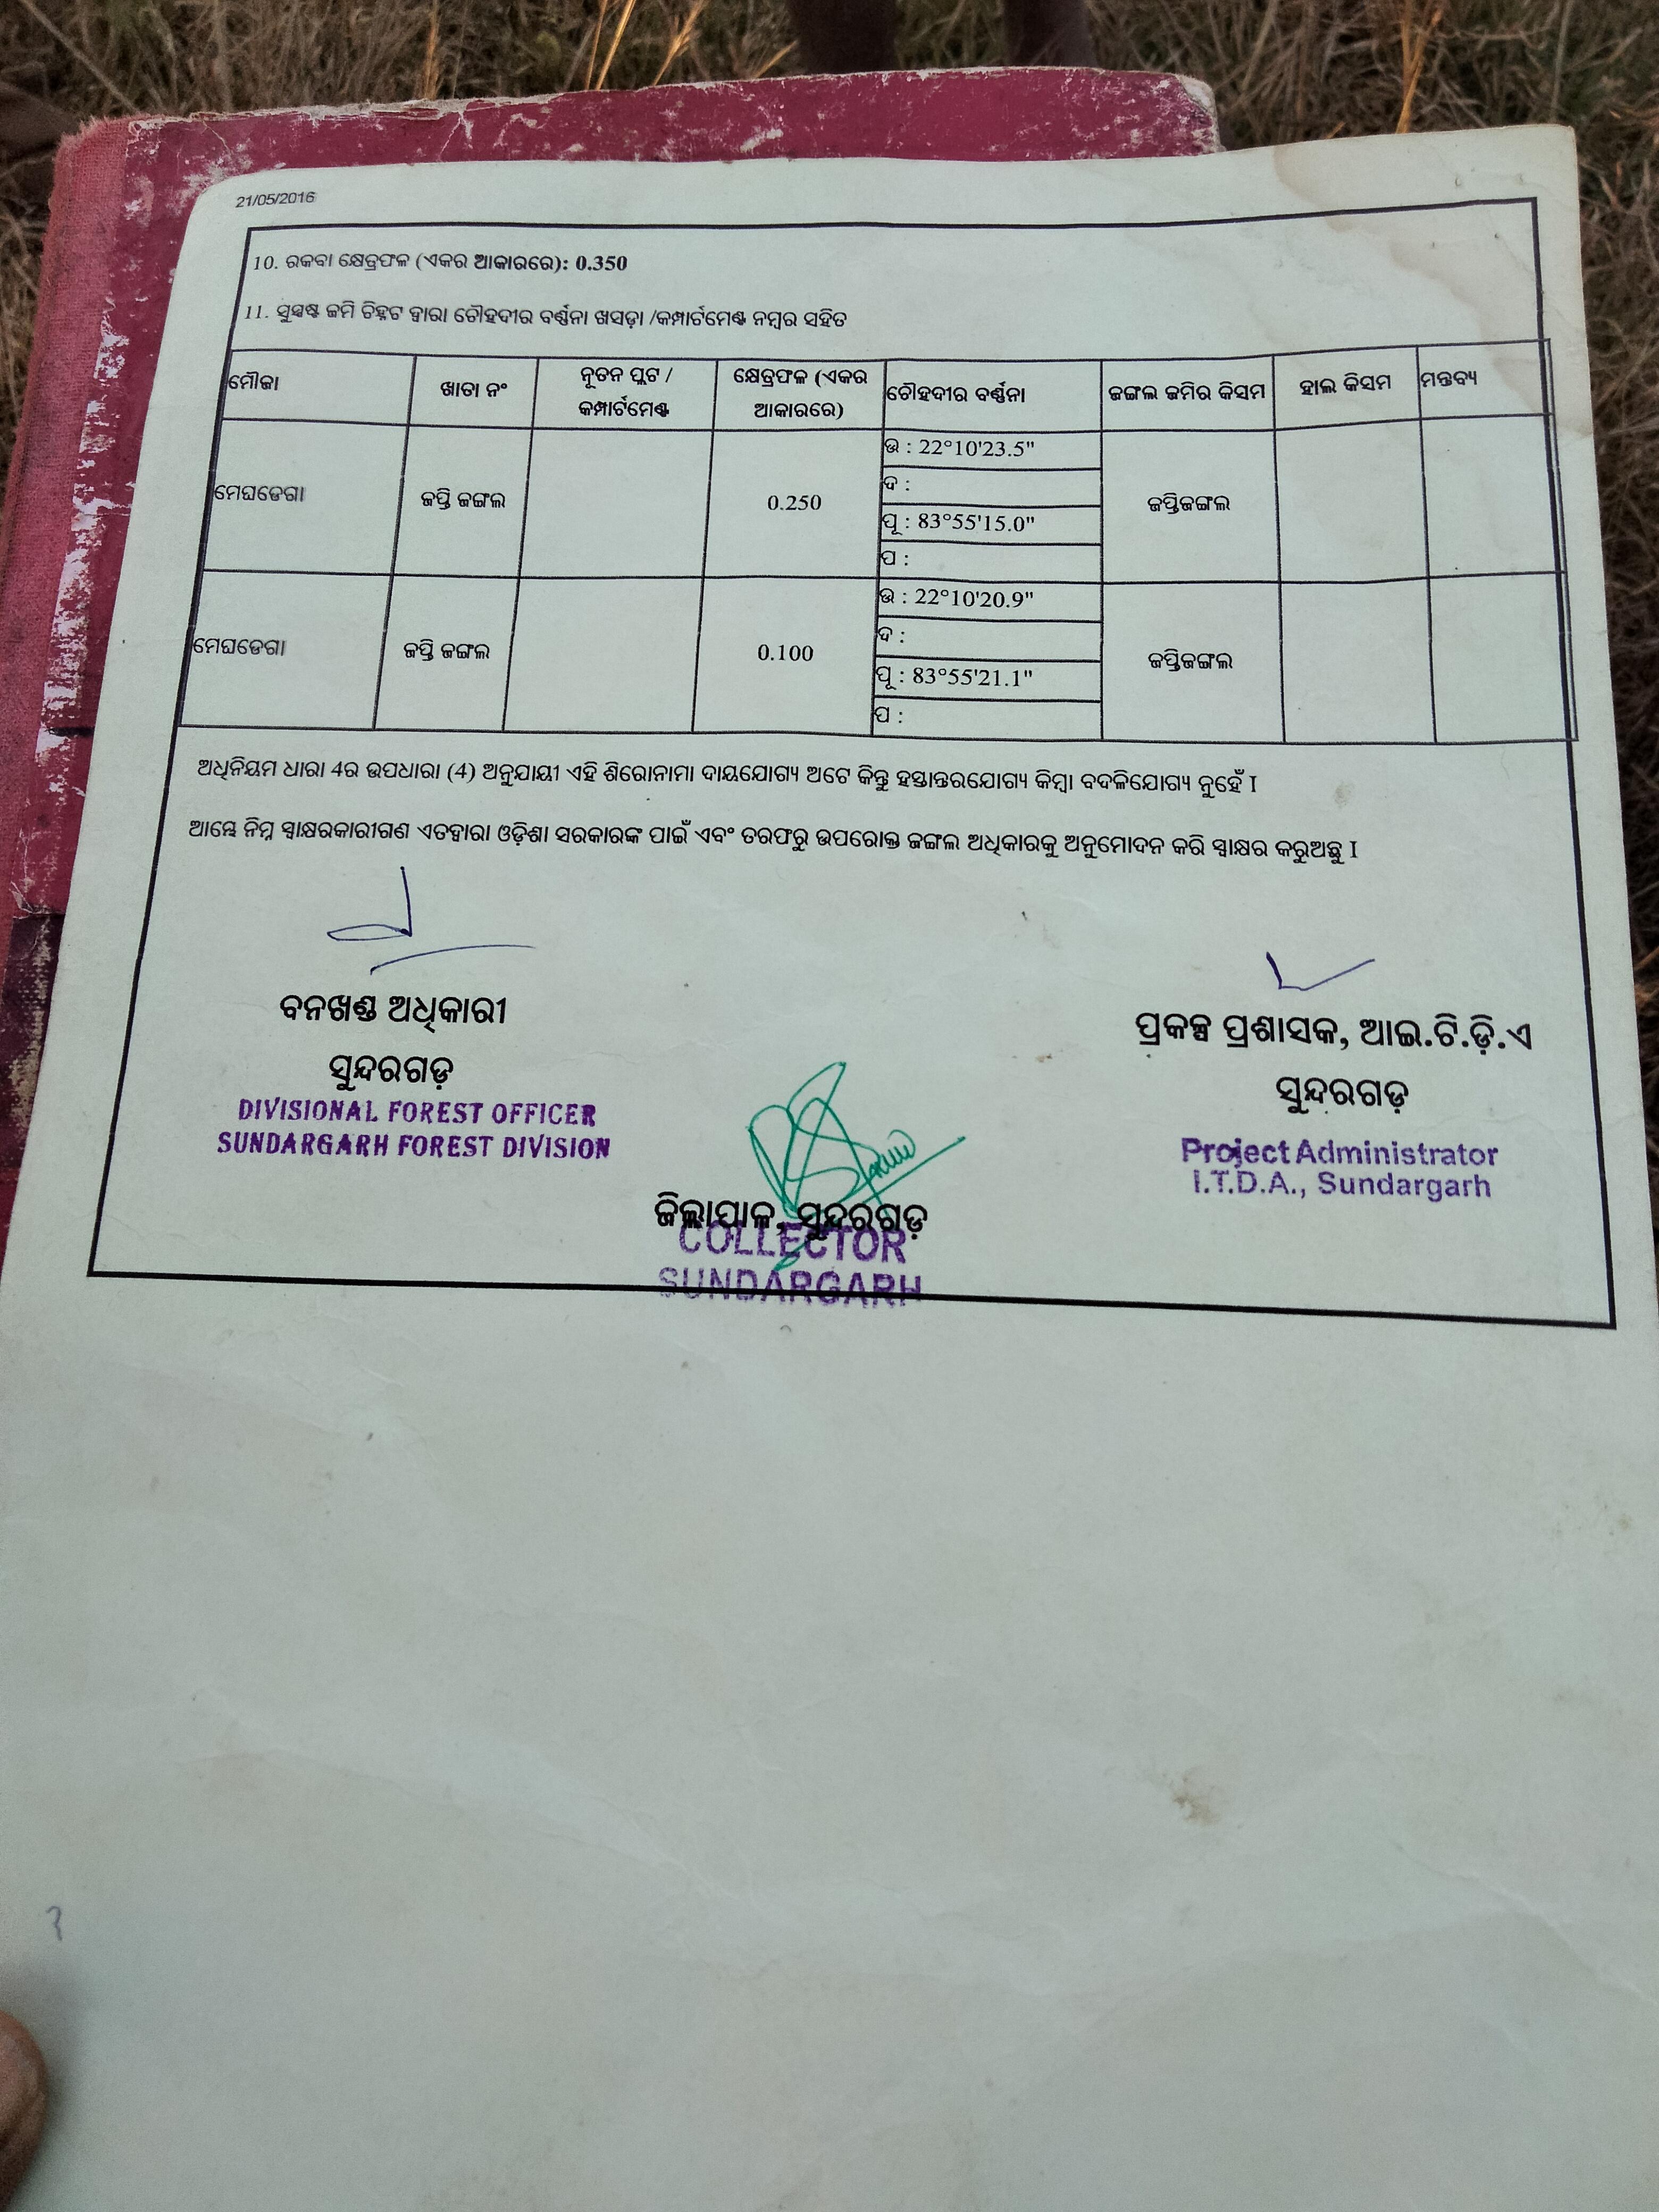 21/05/2016
10. ରକବା କ୍ଷେତ୍ରଫଳ (ଏକର ଆକାରରେ): 0.350
11. ସୁସ୍ପଷ୍ଟ ଜମି ଚିହ୍ନଟ ଦ୍ୱାରା ଚୌହଦୀର ବର୍ଣ୍ଣନା ଖସଡ଼ା /କମ୍ପାର୍ଟମେଣ୍ଟ ନମ୍ବର ସହିତ
ମୌଜା ଖାତା ନଂ ନୂତନ ପ୍ଲଟ / କମ୍ପାର୍ଟମେଣ୍ଟ କ୍ଷେତ୍ରଫଳ (ଏକର ଆକାରରେ) ଚୌହଦୀର ବର୍ଣ୍ଣନା ଜଙ୍ଗଲ ଜମିର କିସମ ହାଲ କିସମ ମନ୍ତବ୍ୟ
ମେଘଡେଗା ଜପ୍ତି ଜଙ୍ଗଲ 0.250 ଉ : 22°10'23.5" ଜପ୍ତିଜଙ୍ଗଲ
ଦ :
ପୂ : 83°55'15.0"
ପ :
ମେଘଡେଗା ଜପ୍ତି ଜଙ୍ଗଲ 0.100 ଉ : 22°10'20.9" ଜପ୍ତିଜଙ୍ଗଲ
ଦ :
ପୂ : 83°55'21.1"
ପ :
ଅଧିନିୟମ ଧାରା 4ର ଉପଧାରା (4) ଅନୁଯାୟୀ ଏହି ଶିରୋନାମା ଦାୟଯୋଗ୍ୟ ଅଟେ କିନ୍ତୁ ହସ୍ତାନ୍ତରଯୋଗ୍ୟ କିମ୍ବା ବଦଳିଯୋଗ୍ୟ ନୁହେଁ I
ଆମ୍ଭେ ନିମ୍ନ ସ୍ୱାକ୍ଷରକାରୀଗଣ ଏତଦ୍ୱାରା ଓଡ଼ିଶା ସରକାରଙ୍କ ପାଇଁ ଏବଂ ତରଫରୁ ଉପରୋକ୍ତ ଜଙ୍ଗଲ ଅଧିକାରକୁ ଅନୁମୋଦନ କରି ସ୍ୱାକ୍ଷର କରୁଅଛୁ I
ବନଖଣ୍ଡ ଅଧିକାରୀ
ସୁନ୍ଦରଗଡ଼
DIVISIONAL FOREST OFFICER
SUNDARGARH FOREST DIVISION
ପ୍ରକଳ୍ପ ପ୍ରଶାସକ, ଆଇ.ଟି.ଡ଼ି.ଏ
ସୁନ୍ଦରଗଡ଼
Project Administrator
I.T.D.A., Sundargarh
ଜିଲ୍ଲାପାଳ, ସୁନ୍ଦରଗଡ଼
COLLECTOR
SUNDARGARH